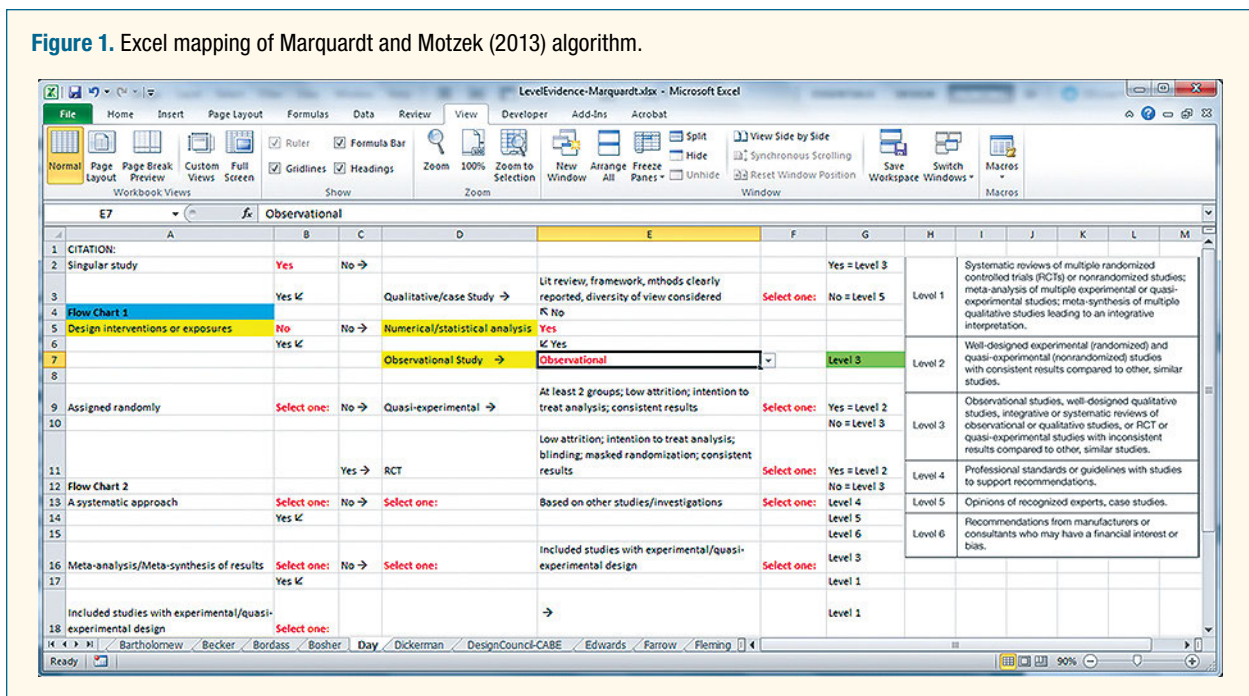 Figure 1. Excel mapping of Marquardt and Motzek (2013) algorithm.
LevelEvidence-Marquardt.xlsx - Microsoft Excel
File Home Insert Page Layout Formulas Data Review View Developer Add-Ins Acrobat
Normal Page Layout Page Break Preview Custom Views Full Screen
Workbook Views
Ruler Formula Bar
Gridlines Headings
Show
Zoom 100% Zoom to Selection
Zoom
New Window Arrange All Freeze Panes
Split
Hide
Unhide
View Side by Side
Synchronous Scrolling
Reset Window Position
Window
Save Workspace Switch Windows
Macros
Macros
E7 fx Observational
A B C D E F G H I J K L M
1 CITATION:
2 Singular study Yes No → Yes = Level 3
3 Yes ↙ Qualitative/case Study → Lit review, framework, mthods clearly
reported, diversity of view considered Select one: No = Level 5
4 Flow Chart 1 ↖ No
5 Design interventions or exposures No No → Numerical/statistical analysis Yes
6 Yes ↙ ↙ Yes
7 Observational Study → Observational Level 3
8
9 Assigned randomly Select one: No → Quasi-experimental → At least 2 groups; Low attrition; intention to
treat analysis; consistent results Select one: Yes = Level 2
10 No = Level 3
11 Yes → RCT Low attrition; intention to treat analysis;
blinding; masked randomization; consistent
results Select one: Yes = Level 2
12 Flow Chart 2 No = Level 3
13 A systematic approach Select one: No → Select one: Based on other studies/investigations Select one: Level 4
14 Yes ↙ Level 5
15 Level 6
16 Meta-analysis/Meta-synthesis of results Select one: No → Select one: Included studies with experimental/quasi-
experimental design Select one: Level 3
17 Yes ↙ Level 1
Included studies with experimental/quasi- → Level 1
18 experimental design Select one:
Level 1 Systematic reviews of multiple randomized
controlled trials (RCTs) or nonrandomized studies;
meta-analysis of multiple experimental or quasi-
experimental studies; meta-synthesis of multiple
qualitative studies leading to an integrative
interpretation.
Level 2 Well-designed experimental (randomized) and
quasi-experimental (nonrandomized) studies
with consistent results compared to other, similar
studies.
Level 3 Observational studies, well-designed qualitative
studies, integrative or systematic reviews of
observational or qualitative studies, or RCT or
quasi-experimental studies with inconsistent
results compared to other, similar studies.
Level 4 Professional standards or guidelines with studies
to support recommendations.
Level 5 Opinions of recognized experts, case studies.
Level 6 Recommendations from manufacturers or
consultants who may have a financial interest or
bias.
Bartholomew Becker Bordass Bosher Day Dickerman DesignCouncil-CABE Edwards Farrow Fleming
Ready 90%